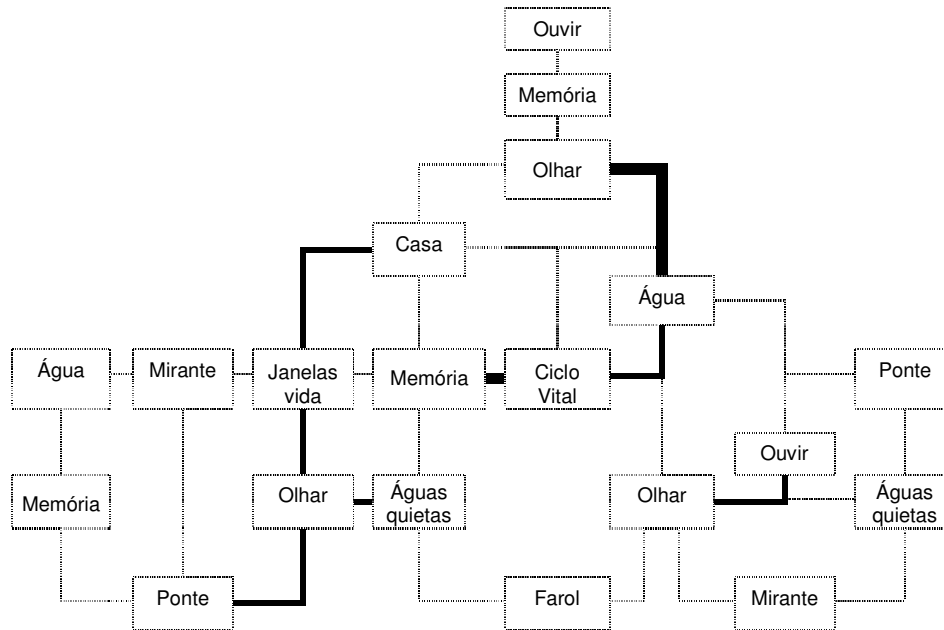 Ouvir
Memória
Olhar
Casa
Água
Água
Mirante
Janelas
vida
Memória
Ciclo
Vital
Ponte
Ouvir
Memória
Olhar
Águas
quietas
Olhar
Águas
quietas
Ponte
Farol
Mirante